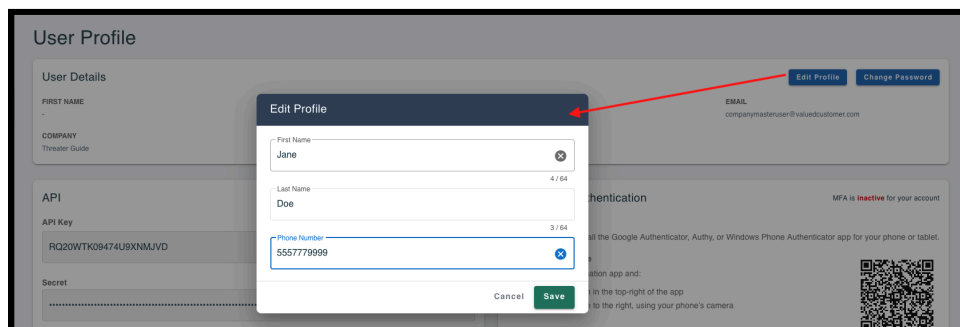 User Profile
User Details
Edit Profile
Change Password
FIRST NAME
-
EMAIL
companymasteruser@valuedcustomer.com
COMPANY
Threater Guide
Edit Profile
First Name
Jane
4 / 64
Last Name
Doe
3 / 64
Phone Number
5557779999
Cancel
Save
API
API Key
RQ20WTK09474U9XNMJVD
Secret
hentication
MFA is inactive for your account
all the Google Authenticator, Authy, or Windows Phone Authenticator app for your phone or tablet.
ation app and:
in the top-right of the app
to the right, using your phone's camera